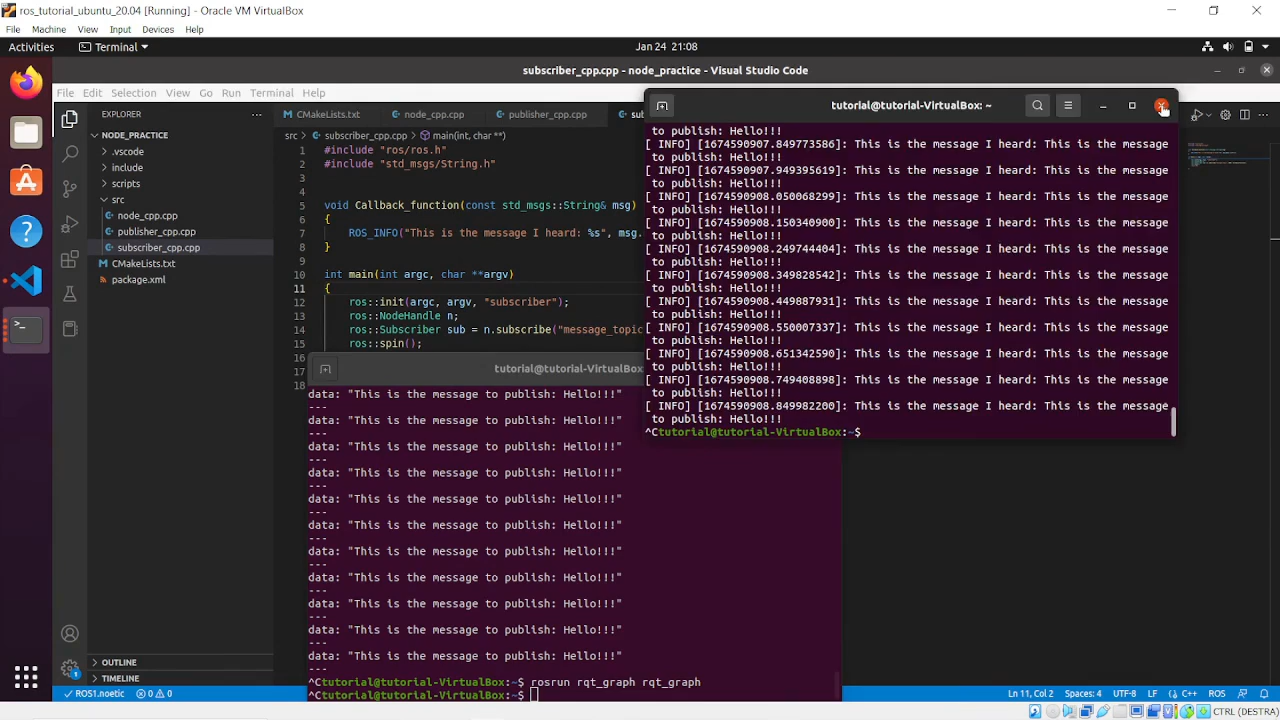 ros_tutorial_ubuntu_20.04 [Running] - Oracle VM VirtualBox
File Machine View Input Devices Help
Activities Terminal Jan 24 21:08
subscriber_cpp.cpp - node_practice - Visual Studio Code
File Edit Selection View Go Run Terminal Help
EXPLORER
NODE_PRACTICE
.vscode
include
scripts
src
node_cpp.cpp
publisher_cpp.cpp
subscriber_cpp.cpp
CMakeLists.txt
package.xml
OUTLINE
TIMELINE
CMakeLists.txt node_cpp.cpp publisher_cpp.cpp
src > subscriber_cpp.cpp > main(int, char **)
1 #include "ros/ros.h"
2 #include "std_msgs/String.h"
3
4
5 void Callback_function(const std_msgs::String& msg)
6 {
7 ROS_INFO("This is the message I heard: %s", msg.
8 }
9
10 int main(int argc, char **argv)
11 {
12 ros::init(argc, argv, "subscriber");
13 ros::NodeHandle n;
14 ros::Subscriber sub = n.subscribe("message_topic
15 ros::spin();
16
17
18
tutorial@tutorial-VirtualBox: ~
to publish: Hello!!!
[ INFO] [1674590907.849773586]: This is the message I heard: This is the message
to publish: Hello!!!
[ INFO] [1674590907.949395619]: This is the message I heard: This is the message
to publish: Hello!!!
[ INFO] [1674590908.050068299]: This is the message I heard: This is the message
to publish: Hello!!!
[ INFO] [1674590908.150340900]: This is the message I heard: This is the message
to publish: Hello!!!
[ INFO] [1674590908.249744404]: This is the message I heard: This is the message
to publish: Hello!!!
[ INFO] [1674590908.349828542]: This is the message I heard: This is the message
to publish: Hello!!!
[ INFO] [1674590908.449887931]: This is the message I heard: This is the message
to publish: Hello!!!
[ INFO] [1674590908.550007337]: This is the message I heard: This is the message
to publish: Hello!!!
[ INFO] [1674590908.651342590]: This is the message I heard: This is the message
to publish: Hello!!!
[ INFO] [1674590908.749408898]: This is the message I heard: This is the message
to publish: Hello!!!
[ INFO] [1674590908.849982200]: This is the message I heard: This is the message
to publish: Hello!!!
^Ctutorial@tutorial-VirtualBox:~$
tutorial@tutorial-VirtualBox
data: "This is the message to publish: Hello!!!"
---
data: "This is the message to publish: Hello!!!"
---
data: "This is the message to publish: Hello!!!"
---
data: "This is the message to publish: Hello!!!"
---
data: "This is the message to publish: Hello!!!"
---
data: "This is the message to publish: Hello!!!"
---
data: "This is the message to publish: Hello!!!"
---
data: "This is the message to publish: Hello!!!"
---
data: "This is the message to publish: Hello!!!"
---
data: "This is the message to publish: Hello!!!"
---
data: "This is the message to publish: Hello!!!"
---
^Ctutorial@tutorial-VirtualBox:~$ rosrun rqt_graph rqt_graph
^Ctutorial@tutorial-VirtualBox:~$
ROS1.noetic 0 0 Ln 11, Col 2 Spaces: 4 UTF-8 LF C++ ROS
CTRL (DESTRA)